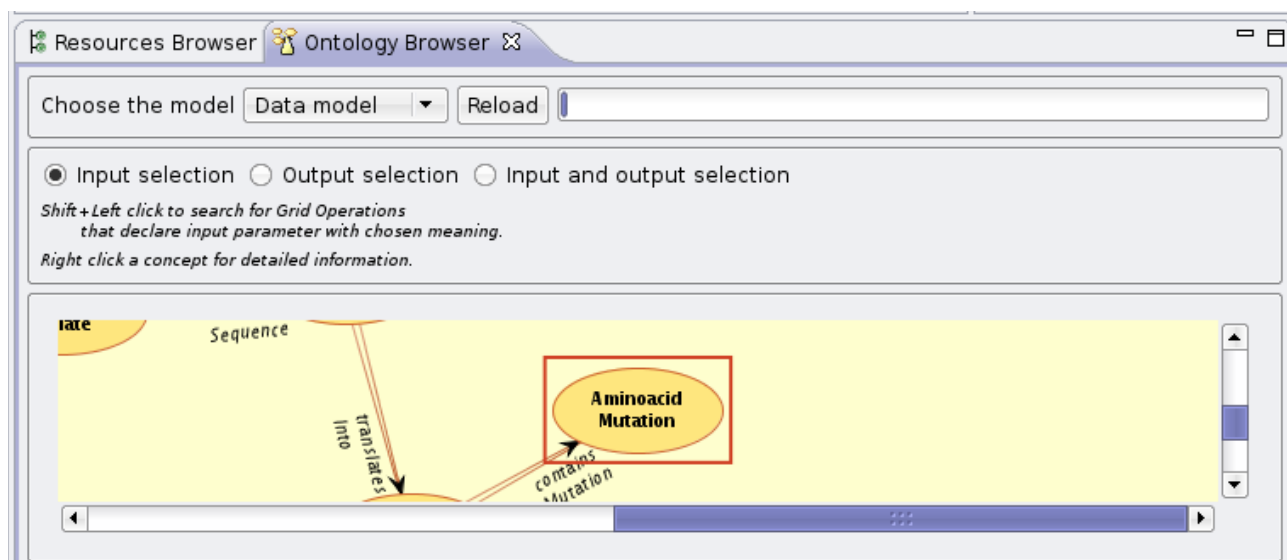 Resources Browser Ontology Browser
Choose the model Data model Reload
Input selection Output selection Input and output selection
Shift+Left click to search for Grid Operations
that declare input parameter with chosen meaning.
Right click a concept for detailed information.
Sequence
Aminoacid
Mutation
translates
Into
contains
Mutation